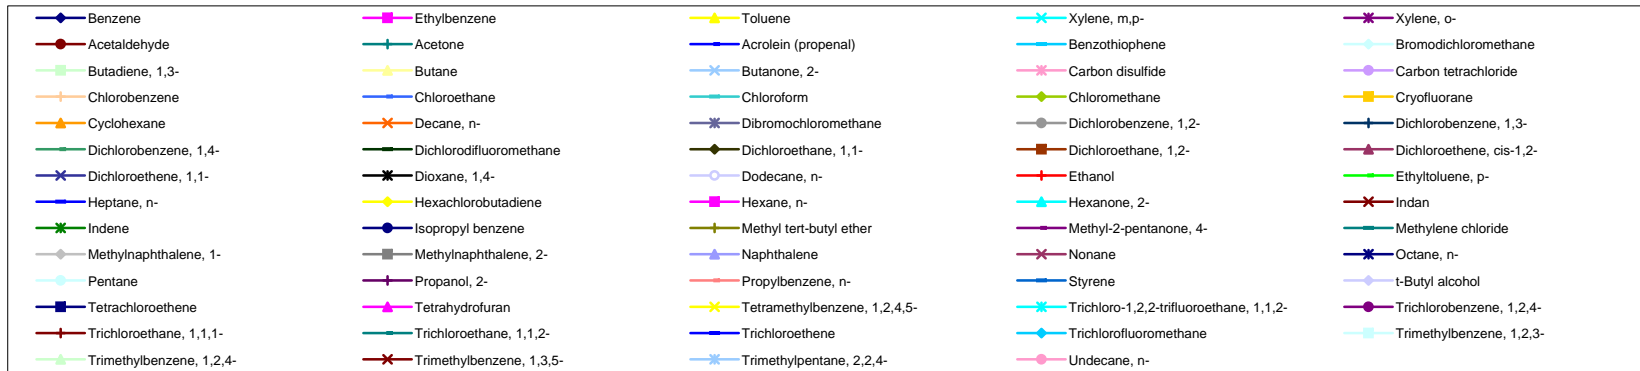 Benzene Ethylbenzene Toluene Xylene, m,p- Xylene, o-
Acetaldehyde Acetone Acrolein (propenal) Benzothiophene Bromodichloromethane
Butadiene, 1,3- Butane Butanone, 2- Carbon disulfide Carbon tetrachloride
Chlorobenzene Chloroethane Chloroform Chloromethane Cryofluorane
Cyclohexane Decane, n- Dibromochloromethane Dichlorobenzene, 1,2- Dichlorobenzene, 1,3-
Dichlorobenzene, 1,4- Dichlorodifluoromethane Dichloroethane, 1,1- Dichloroethane, 1,2- Dichloroethene, cis-1,2-
Dichloroethene, 1,1- Dioxane, 1,4- Dodecane, n- Ethanol Ethyltoluene, p-
Heptane, n- Hexachlorobutadiene Hexane, n- Hexanone, 2- Indan
Indene Isopropyl benzene Methyl tert-butyl ether Methyl-2-pentanone, 4- Methylene chloride
Methylnaphthalene, 1- Methylnaphthalene, 2- Naphthalene Nonane Octane, n-
Pentane Propanol, 2- Propylbenzene, n- Styrene t-Butyl alcohol
Tetrachloroethene Tetrahydrofuran Tetramethylbenzene, 1,2,4,5- Trichloro-1,2,2-trifluoroethane, 1,1,2- Trichlorobenzene, 1,2,4-
Trichloroethane, 1,1,1- Trichloroethane, 1,1,2- Trichloroethene Trichlorofluoromethane Trimethylbenzene, 1,2,3-
Trimethylbenzene, 1,2,4- Trimethylbenzene, 1,3,5- Trimethylpentane, 2,2,4- Undecane, n-